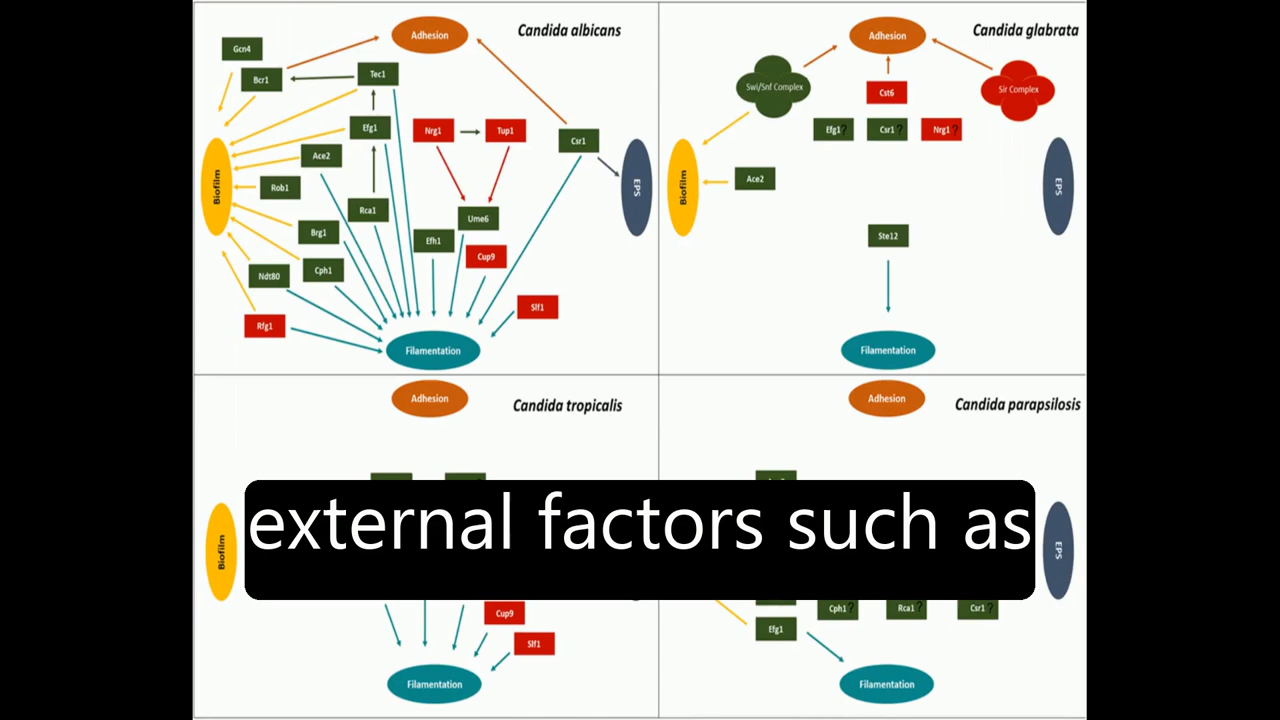 Candida albicans
Adhesion
Gcn4
Bcr1
Tec1
Efg1
Nrg1
Tup1
Csr1
Ace2
Rob1
Biofilm
EPS
Rca1
Ume6
Brg1
Efh1
Cup9
Ndt80
Cph1
Slf1
Rfg1
Filamentation
Candida glabrata
Adhesion
Swi/Snf Complex
Cst6
Sir Complex
Efg1?
Csr1?
Nrg1?
Biofilm
Ace2
EPS
Ste12
Filamentation
Candida tropicalis
Adhesion
Biofilm
Cup9
Slf1
Filamentation
Candida parapsilosis
Adhesion
EPS
Cph1?
Rca1?
Csr1?
Efg1
Filamentation
external factors such as